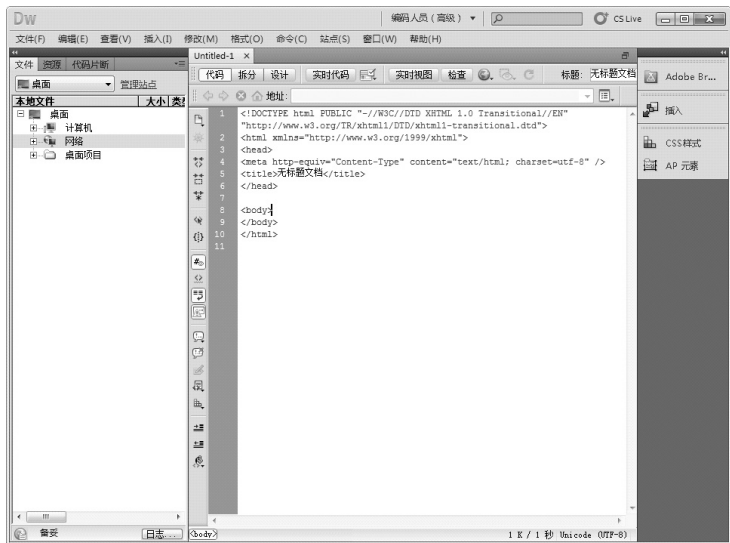 Dw 编码人员（高级） CS Live
文件(F) 编辑(E) 查看(V) 插入(I) 修改(M) 格式(O) 命令(C) 站点(S) 窗口(W) 帮助(H)
文件 资源 代码片断
桌面 管理站点
本地文件 大小 类型
桌面
计算机
网络
桌面项目
Untitled-1 ×
代码 拆分 设计 实时代码 实时视图 检查 标题: 无标题文档
地址:
1 <!DOCTYPE html PUBLIC "-//W3C//DTD XHTML 1.0 Transitional//EN"
"http://www.w3.org/TR/xhtml1/DTD/xhtml1-transitional.dtd">
2 <html xmlns="http://www.w3.org/1999/xhtml">
3 <head>
4 <meta http-equiv="Content-Type" content="text/html; charset=utf-8" />
5 <title>无标题文档</title>
6 </head>
7
8 <body>
9 </body>
10 </html>
11
Adobe Br...
插入
CSS样式
AP 元素
备妥 日志...
<body> 1 K / 1 秒 Unicode (UTF-8)